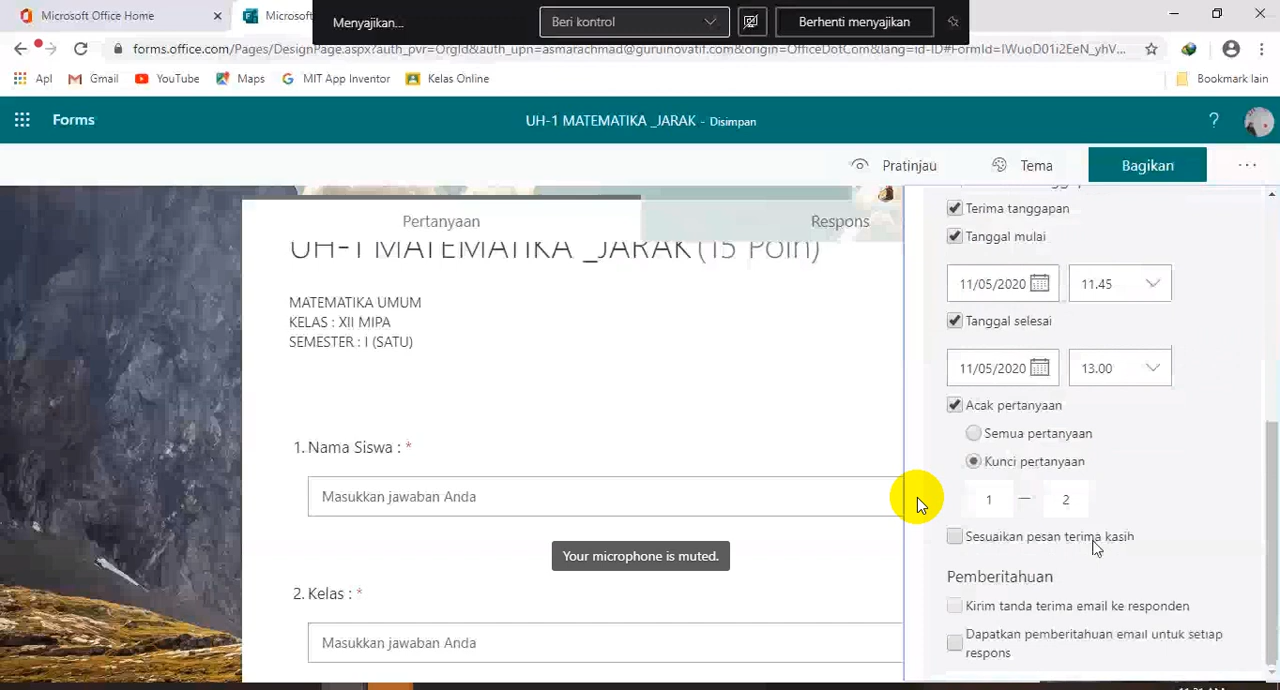 Microsoft Office Home
Microsoft
Menyajikan...
Beri kontrol
Berhenti menyajikan
forms.office.com/Pages/DesignPage.aspx?auth_pvr=OrgId&auth_upn=asmarachmad@guruinovatif.com&origin=OfficeDotCom&lang=id-ID#FormId=IWuoD01i2EeN_yhV...
Apl
Gmail
YouTube
Maps
MIT App Inventor
Kelas Online
Bookmark lain
Forms
UH-1 MATEMATIKA _JARAK - Disimpan
?
Pratinjau
Tema
Bagikan
...
Pertanyaan
Respons
UH-1 MATEMATIKA _JARAK (15 Poin)
MATEMATIKA UMUM
KELAS : XII MIPA
SEMESTER : I (SATU)
1. Nama Siswa : *
Masukkan jawaban Anda
Your microphone is muted.
2. Kelas : *
Masukkan jawaban Anda
Terima tanggapan
Tanggal mulai
11/05/2020
11.45
Tanggal selesai
11/05/2020
13.00
Acak pertanyaan
Semua pertanyaan
Kunci pertanyaan
1 — 2
Sesuaikan pesan terima kasih
Pemberitahuan
Kirim tanda terima email ke responden
Dapatkan pemberitahuan email untuk setiap
respons